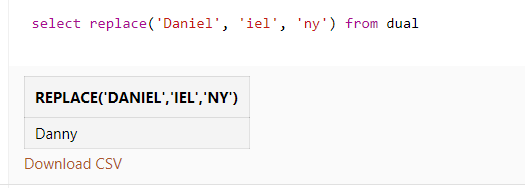 select replace('Daniel', 'iel', 'ny') from dual
REPLACE('DANIEL','IEL','NY')
Danny
Download CSV